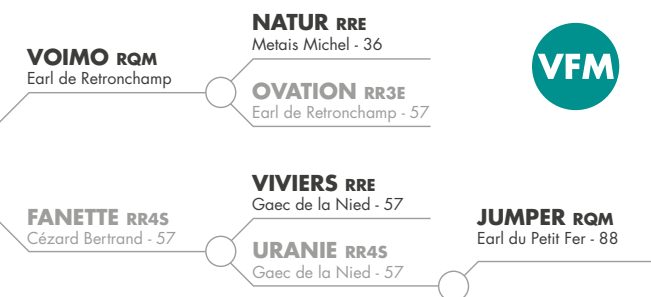 VOIMO RQM
Earl de Retronchamp
NATUR RRE
Metais Michel - 36
OVATION RR3E
Earl de Retronchamp - 57
VFM
FANETTE RR4S
Cézard Bertrand - 57
VIVIERS RRE
Gaec de la Nied - 57
URANIE RR4S
Gaec de la Nied - 57
JUMPER RQM
Earl du Petit Fer - 88